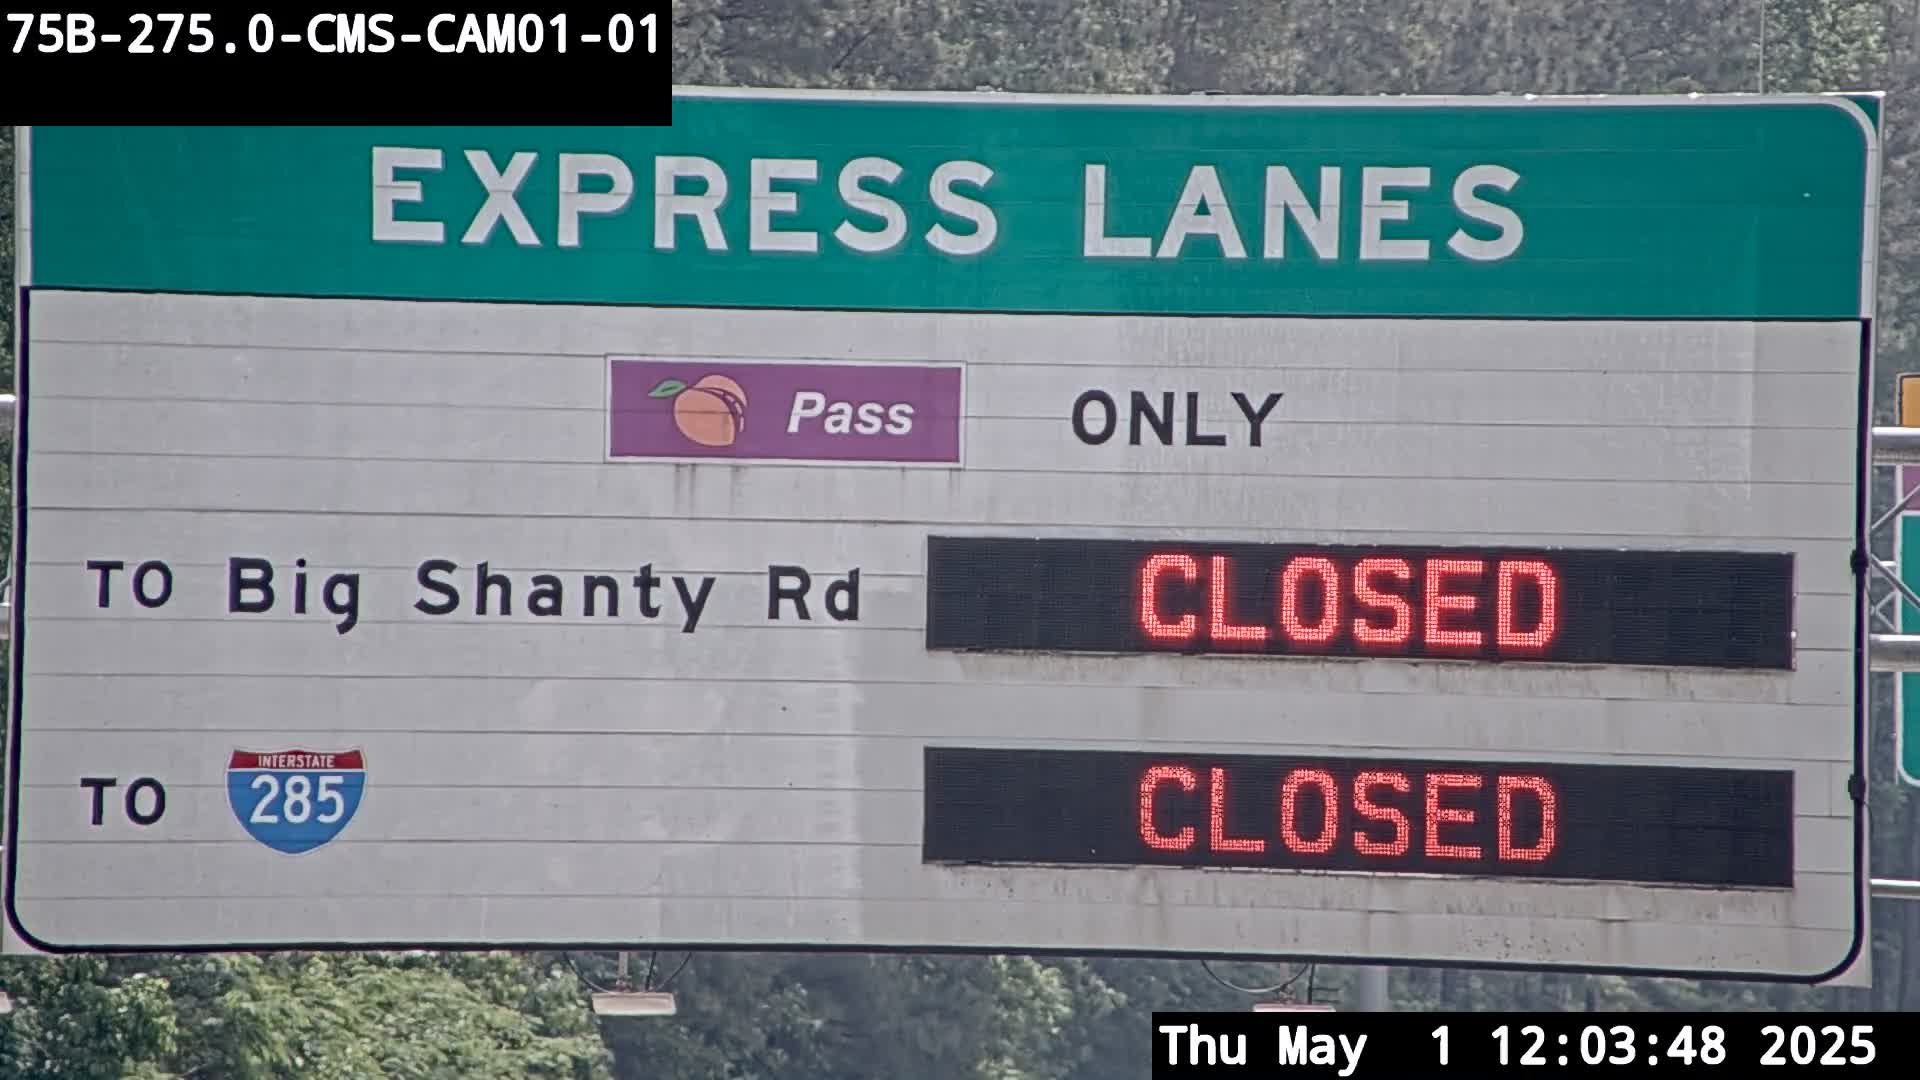 75B-275.0-CMS-CAM01-01
EXPRESS LANES
Pass ONLY
TO Big Shanty Rd CLOSED
TO INTERSTATE 285 CLOSED
Thu May 1 12:03:48 2025